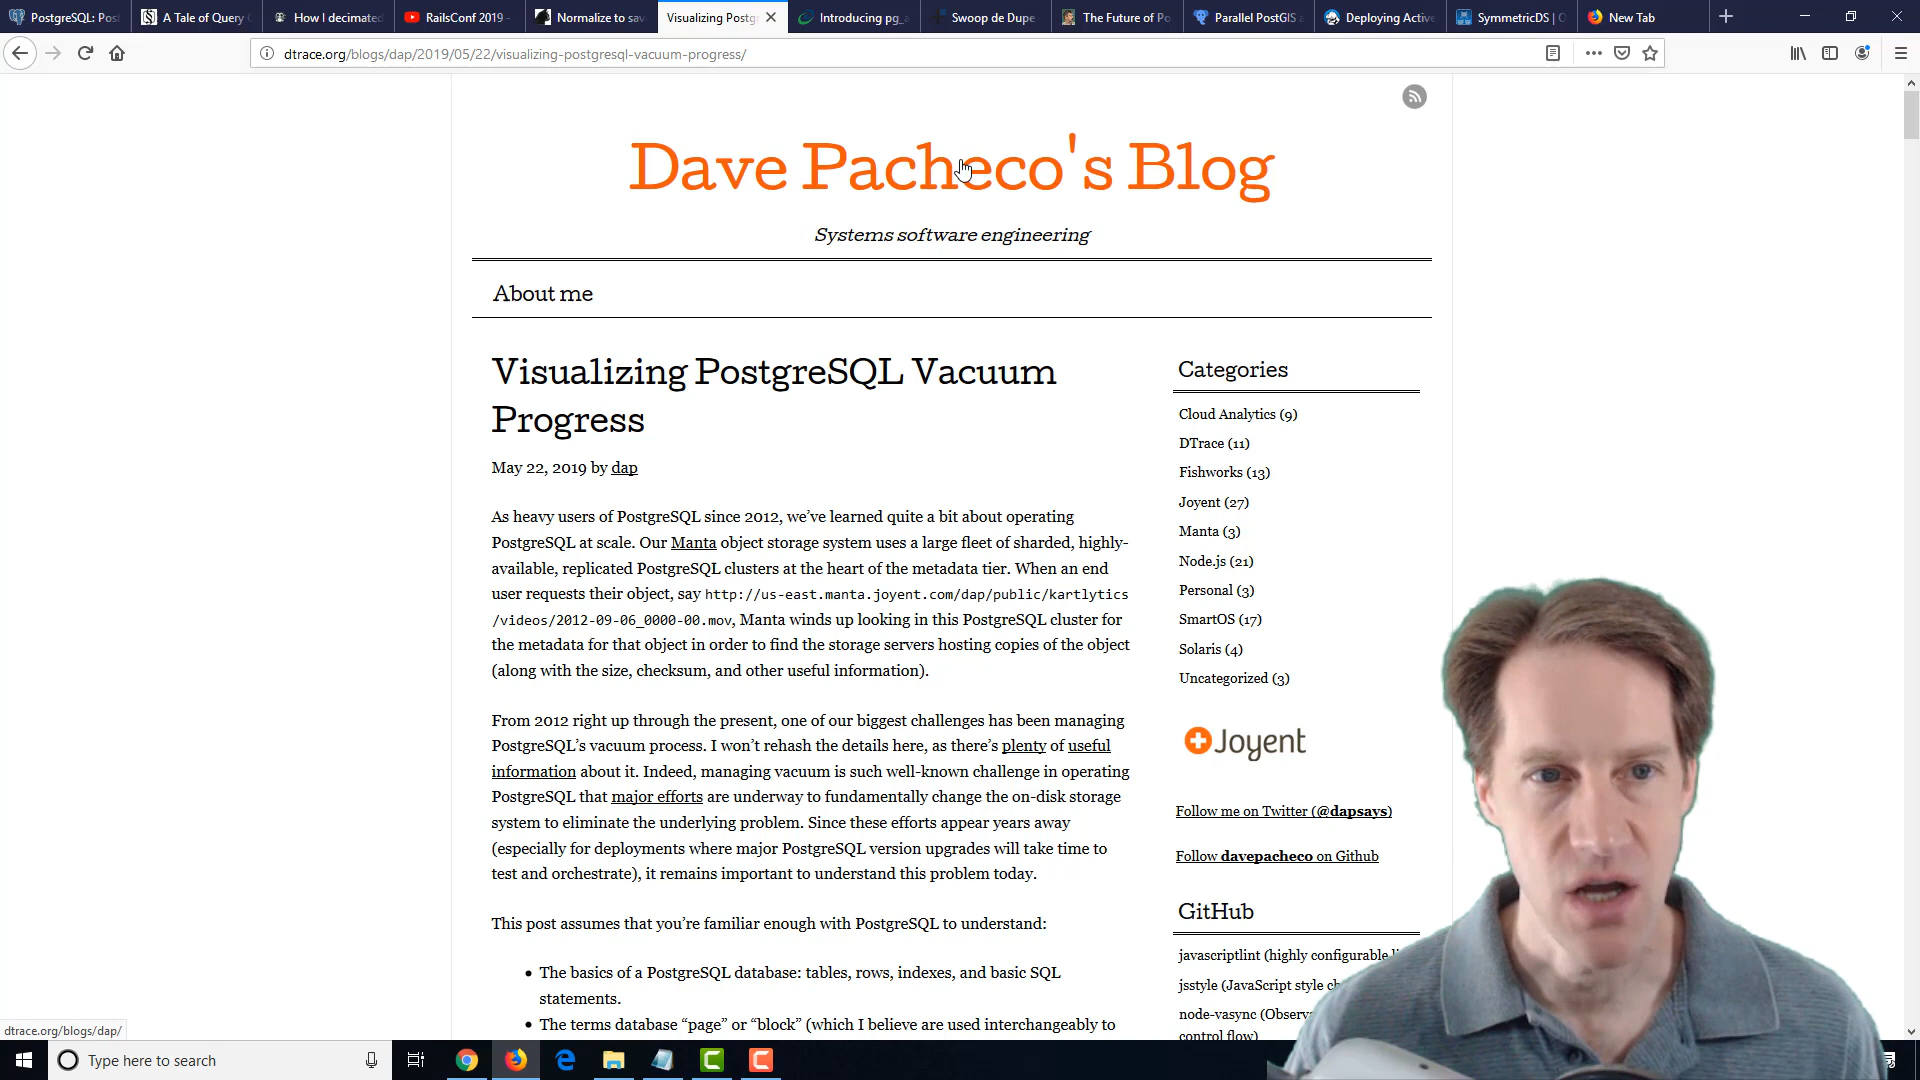 PostgreSQL: Pos
A Tale of Query
How I decimated
RailsConf 2019 -
Normalize to sav
Visualizing Postg
Introducing pg_a
Swoop de Dupe
The Future of Po
Parallel PostGIS a
Deploying Active
SymmetricDS | O
New Tab
dtrace.org/blogs/dap/2019/05/22/visualizing-postgresql-vacuum-progress/
Dave Pacheco's Blog
Systems software engineering
About me
Visualizing PostgreSQL Vacuum
Progress
May 22, 2019 by dap
As heavy users of PostgreSQL since 2012, we've learned quite a bit about operating
PostgreSQL at scale. Our Manta object storage system uses a large fleet of sharded, highly-
available, replicated PostgreSQL clusters at the heart of the metadata tier. When an end
user requests their object, say http://us-east.manta.joyent.com/dap/public/kartlytics
/videos/2012-09-06_0000-00.mov, Manta winds up looking in this PostgreSQL cluster for
the metadata for that object in order to find the storage servers hosting copies of the object
(along with the size, checksum, and other useful information).
From 2012 right up through the present, one of our biggest challenges has been managing
PostgreSQL's vacuum process. I won't rehash the details here, as there's plenty of useful
information about it. Indeed, managing vacuum is such well-known challenge in operating
PostgreSQL that major efforts are underway to fundamentally change the on-disk storage
system to eliminate the underlying problem. Since these efforts appear years away
(especially for deployments where major PostgreSQL version upgrades will take time to
test and orchestrate), it remains important to understand this problem today.
This post assumes that you're familiar enough with PostgreSQL to understand:
• The basics of a PostgreSQL database: tables, rows, indexes, and basic SQL
statements.
• The terms database "page" or "block" (which I believe are used interchangeably to
Categories
Cloud Analytics (9)
DTrace (11)
Fishworks (13)
Joyent (27)
Manta (3)
Node.js (21)
Personal (3)
SmartOS (17)
Solaris (4)
Uncategorized (3)
Joyent
Follow me on Twitter (@dapsays)
Follow davepacheco on Github
GitHub
javascriptlint (highly configurable li
jsstyle (JavaScript style ch
node-vasync (Observ
control flow)
dtrace.org/blogs/dap/
Type here to search